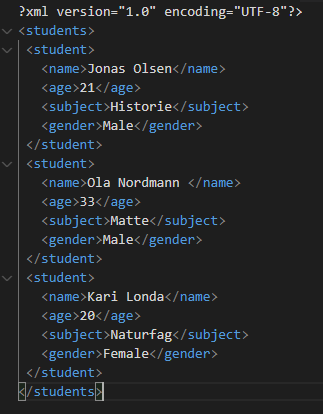 ?xml version="1.0" encoding="UTF-8"?>
<students>
<student>
<name>Jonas Olsen</name>
<age>21</age>
<subject>Historie</subject>
<gender>Male</gender>
</student>
<student>
<name>Ola Nordmann </name>
<age>33</age>
<subject>Matte</subject>
<gender>Male</gender>
</student>
<student>
<name>Kari Londa</name>
<age>20</age>
<subject>Naturfag</subject>
<gender>Female</gender>
</student>
</students>